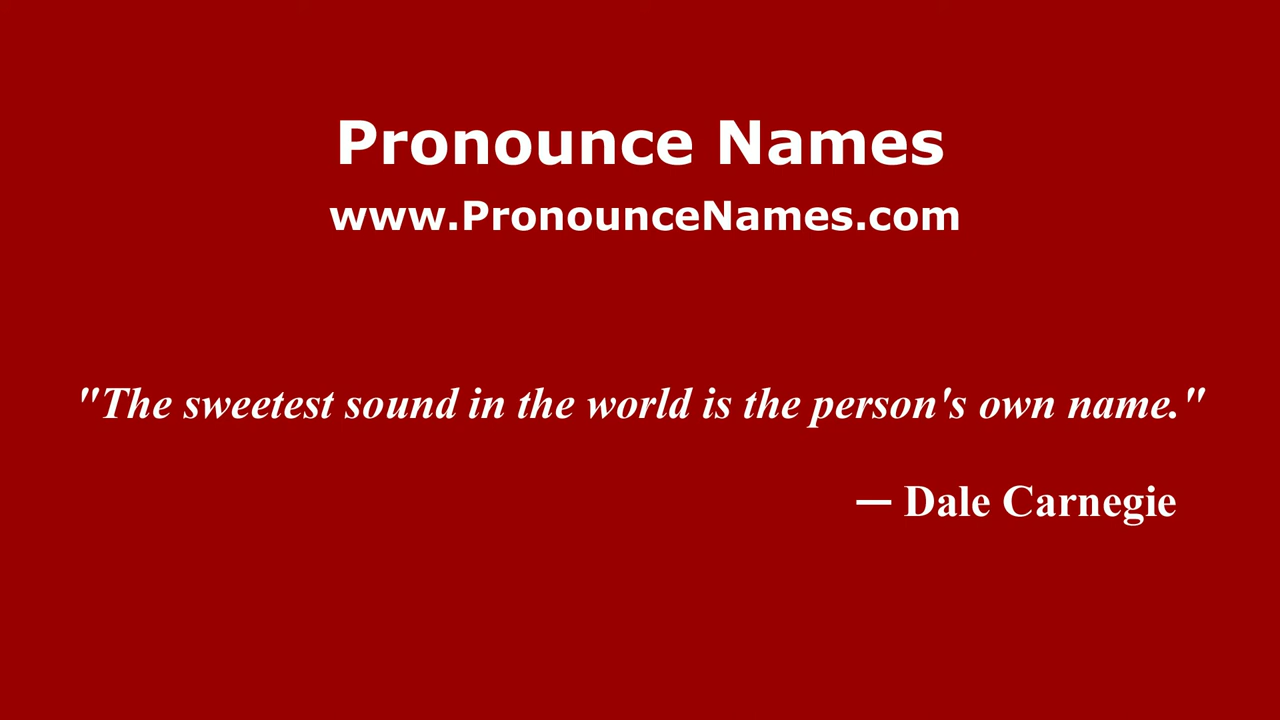 Pronounce Names
www.PronounceNames.com
"The sweetest sound in the world is the person's own name."
— Dale Carnegie